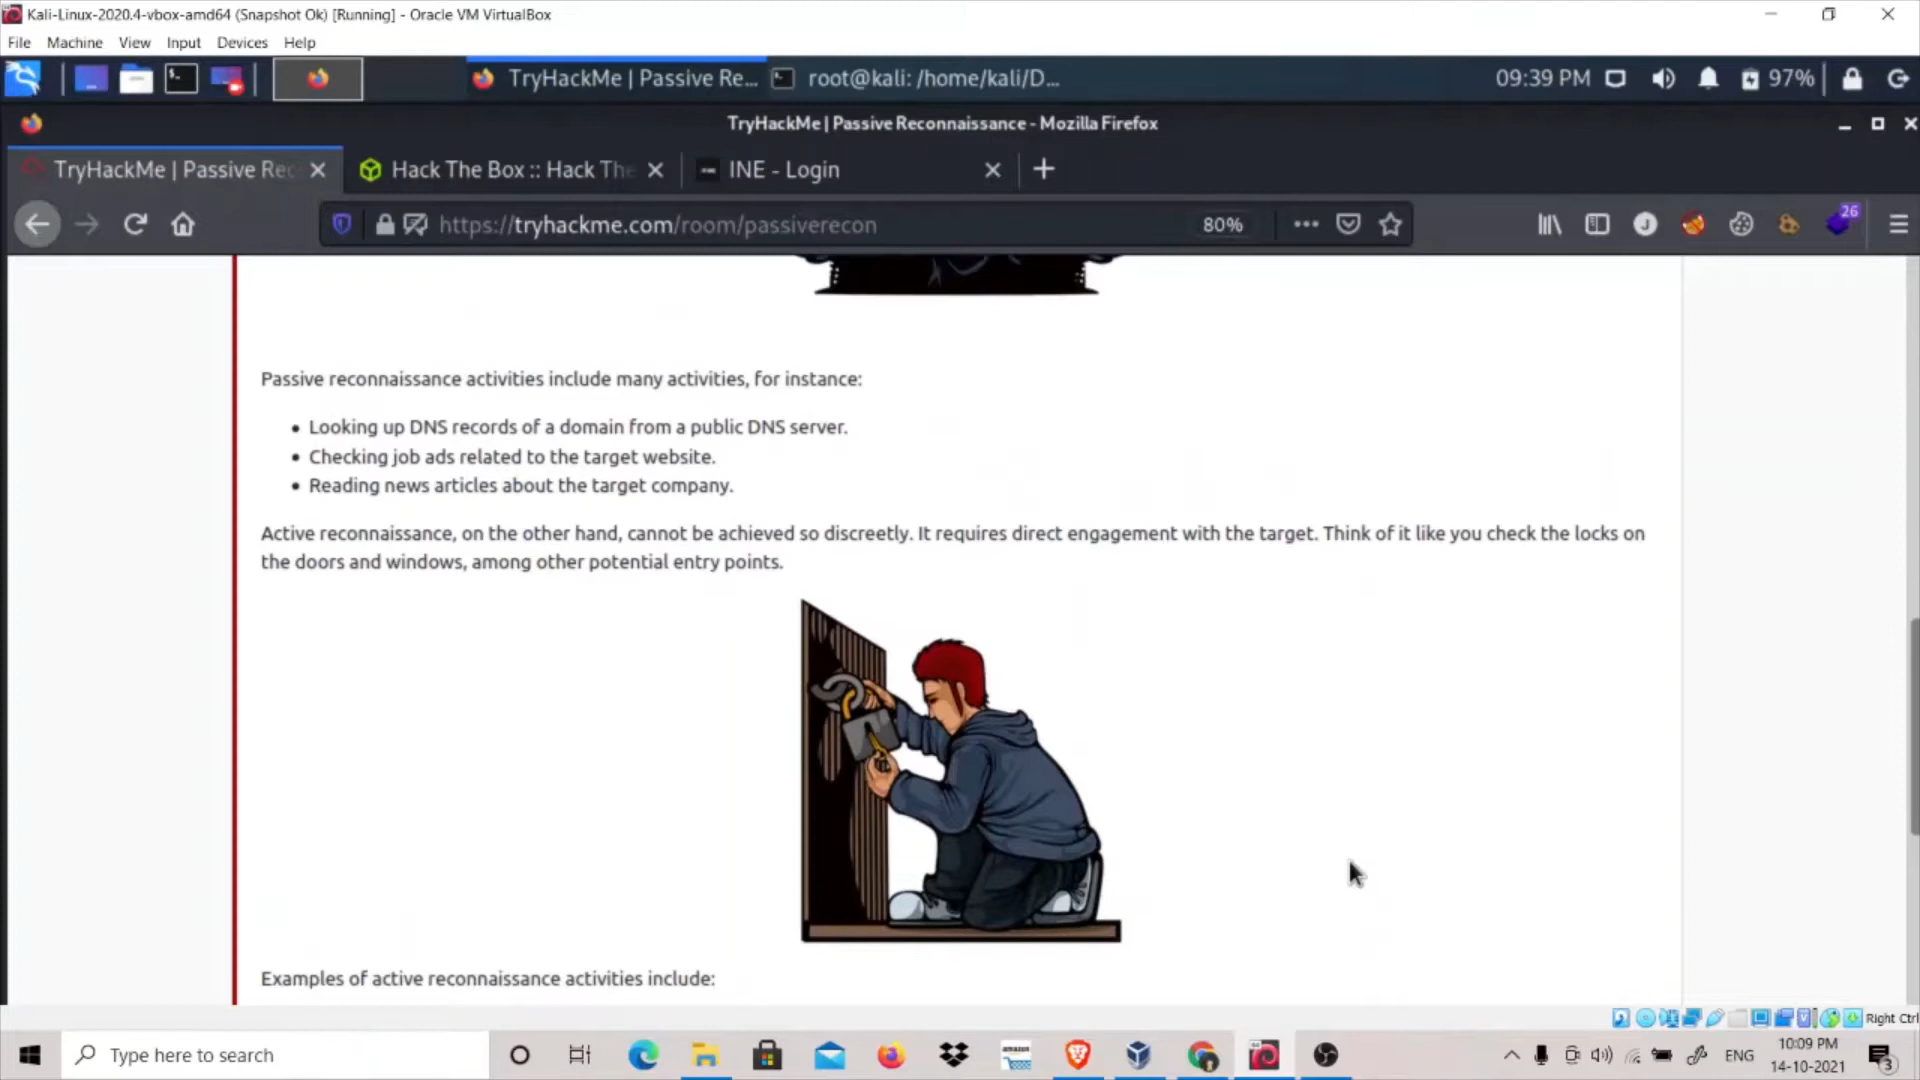 Kali-Linux-2020.4-vbox-amd64 (Snapshot Ok) [Running] - Oracle VM VirtualBox
File Machine View Input Devices Help
TryHackMe | Passive Re... root@kali: /home/kali/D... 09:39 PM 97%
TryHackMe | Passive Reconnaissance - Mozilla Firefox
TryHackMe | Passive Rec Hack The Box :: Hack The INE - Login
https://tryhackme.com/room/passiverecon 80% 26
Passive reconnaissance activities include many activities, for instance:
• Looking up DNS records of a domain from a public DNS server.
• Checking job ads related to the target website.
• Reading news articles about the target company.
Active reconnaissance, on the other hand, cannot be achieved so discreetly. It requires direct engagement with the target. Think of it like you check the locks on
the doors and windows, among other potential entry points.
Examples of active reconnaissance activities include:
Right Ctrl
Type here to search amazon ENG 10:09 PM
14-10-2021 3